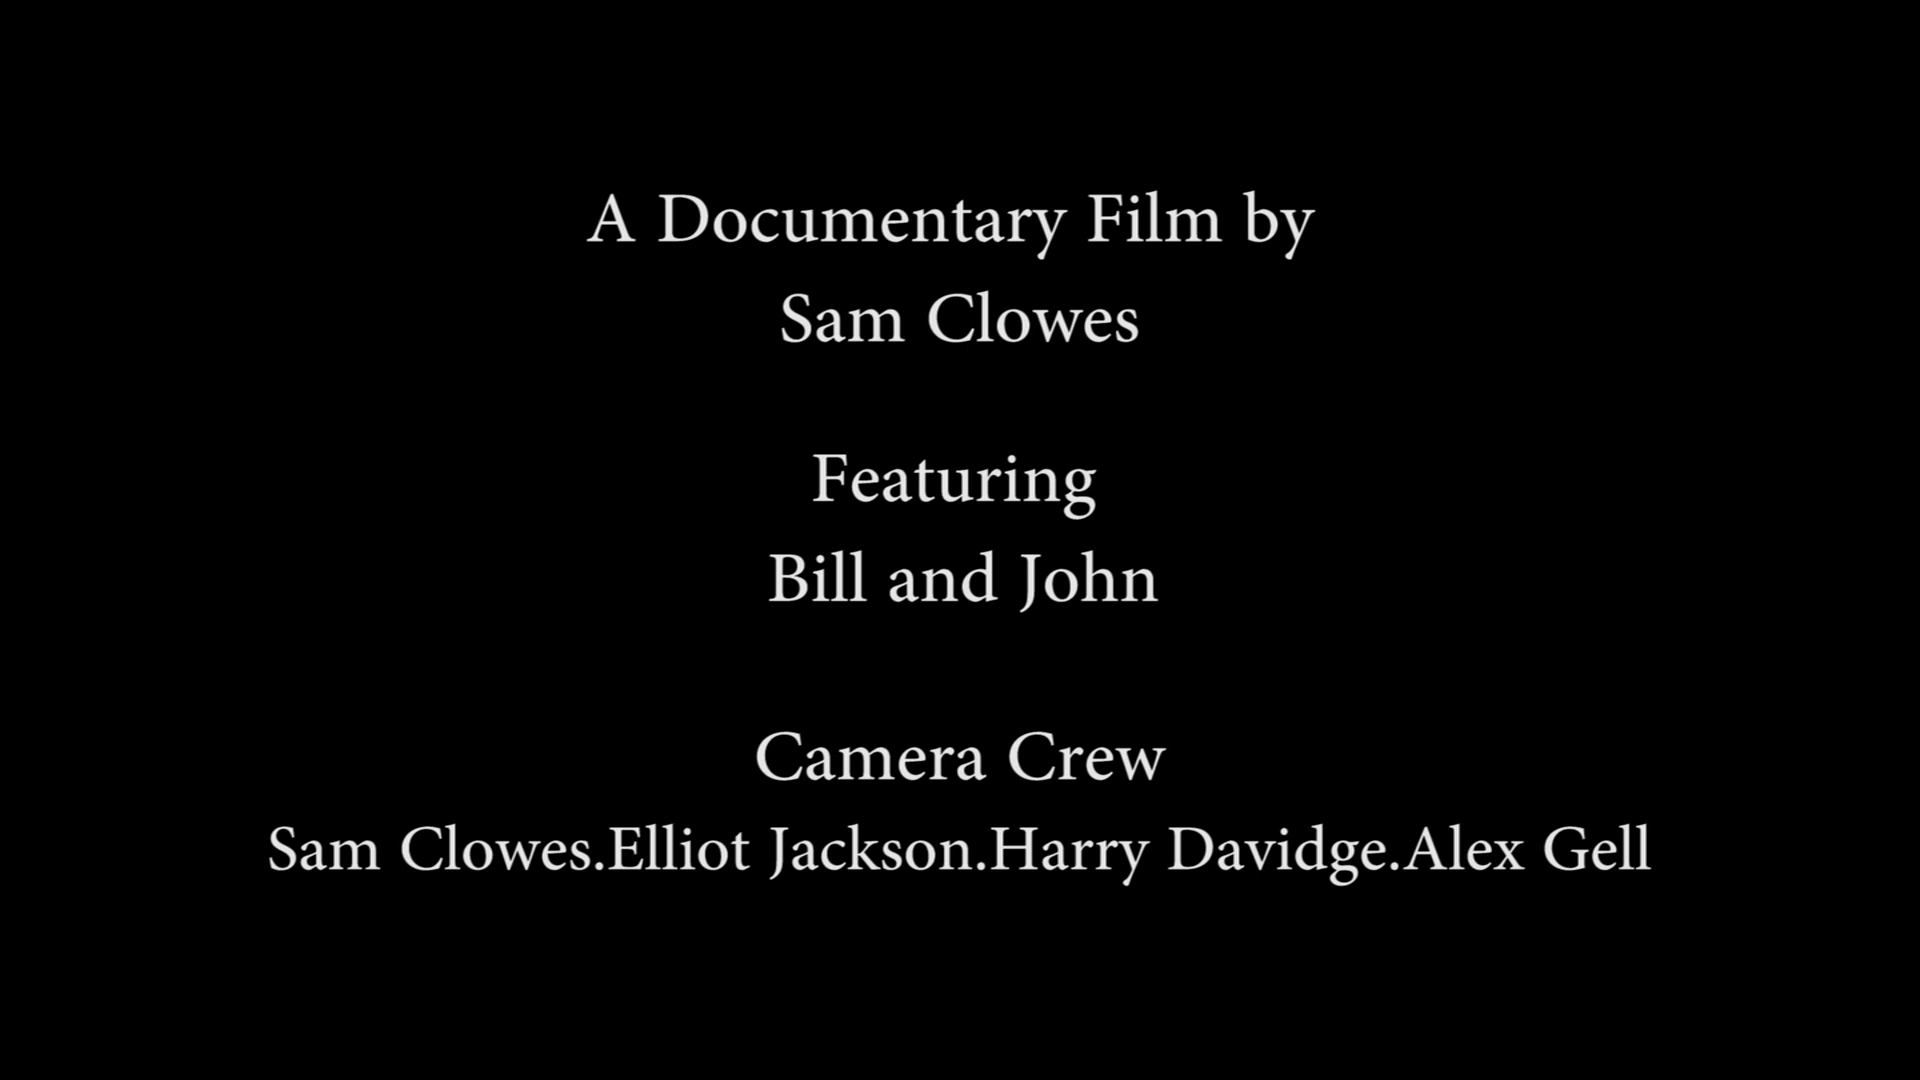 A Documentary Film by
Sam Clowes
Featuring
Bill and John
Camera Crew
Sam Clowes.Elliot Jackson.Harry Davidge.Alex Gell